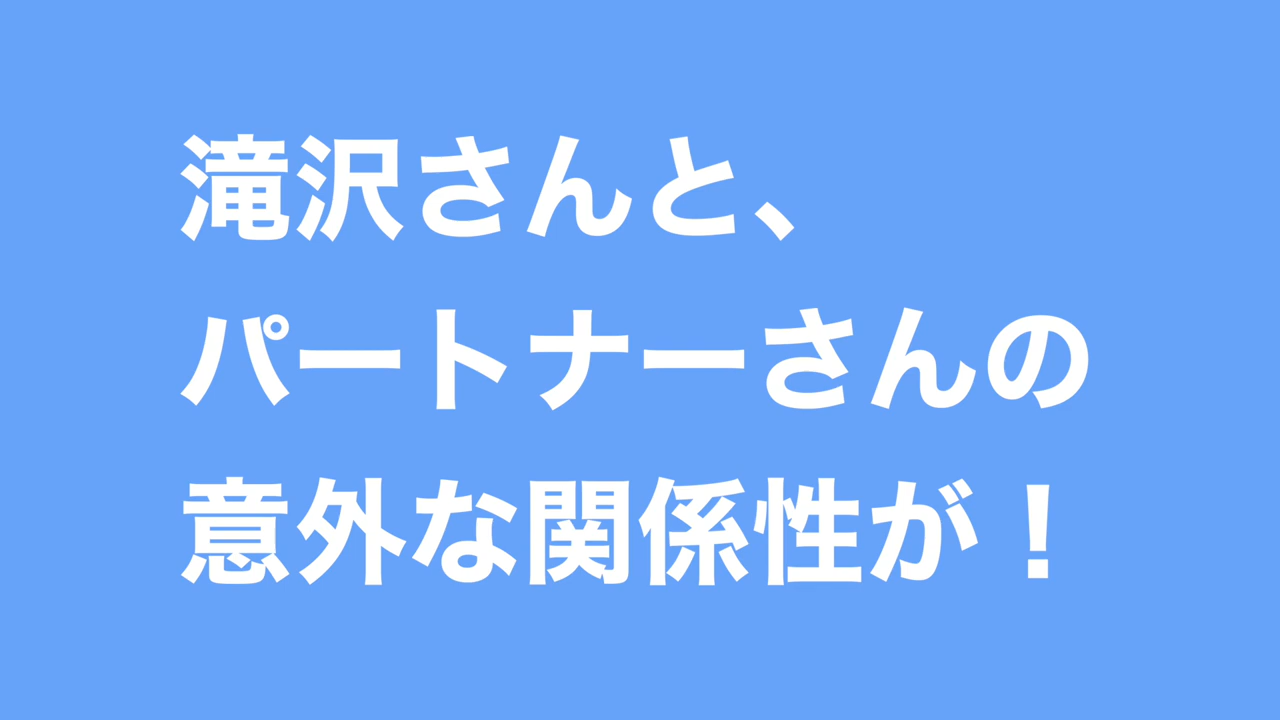 滝沢さんと、
パートナーさんの
意外な関係性が！